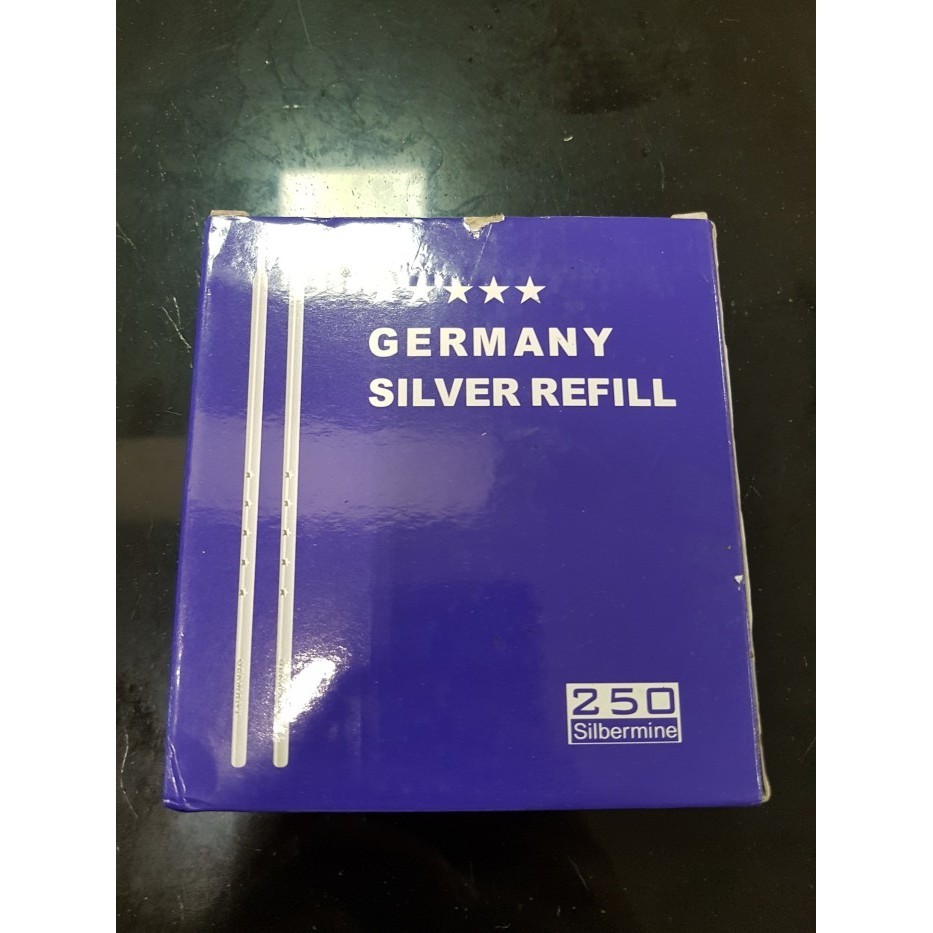 GERMANY
SILVER REFILL
250
Silbermine